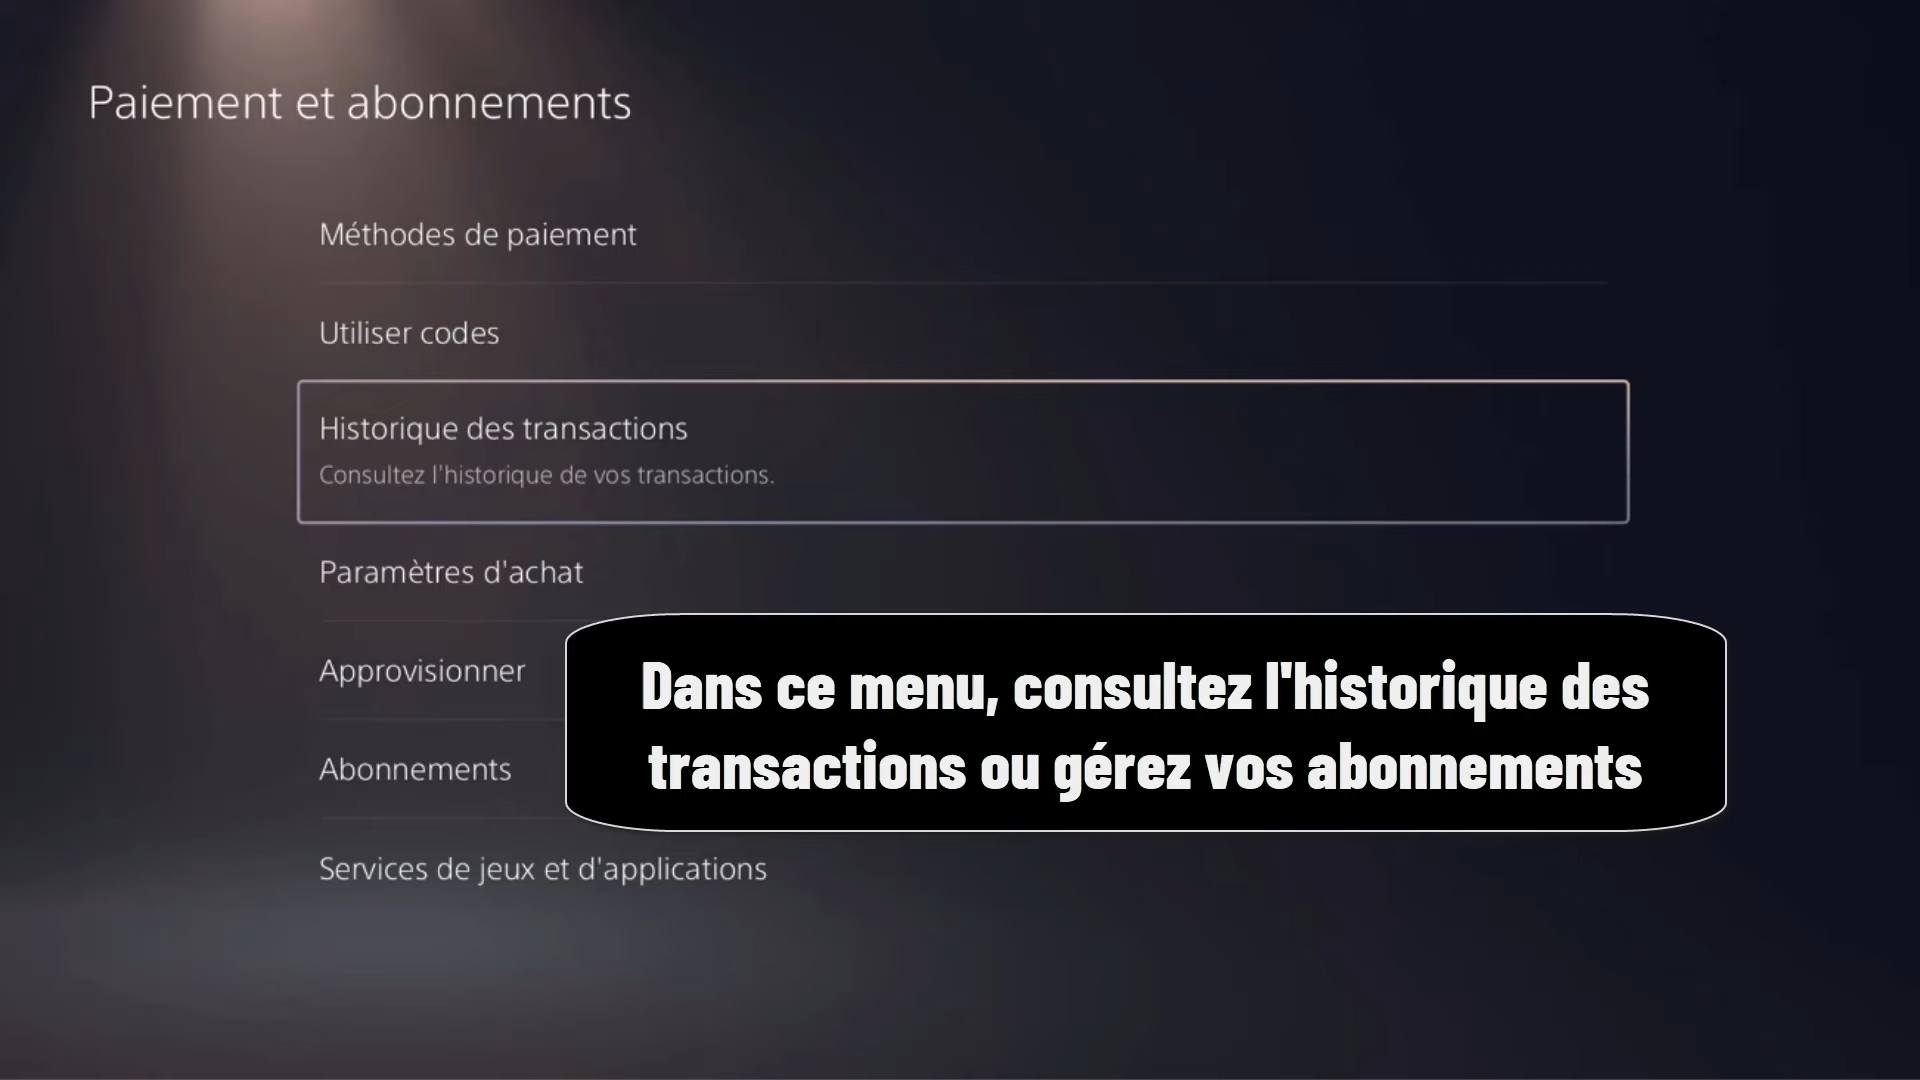 Paiement et abonnements
Méthodes de paiement
Utiliser codes
Historique des transactions
Consultez l'historique de vos transactions.
Paramètres d'achat
Approvisionner
Abonnements
Services de jeux et d'applications
Dans ce menu, consultez l'historique des
transactions ou gérez vos abonnements